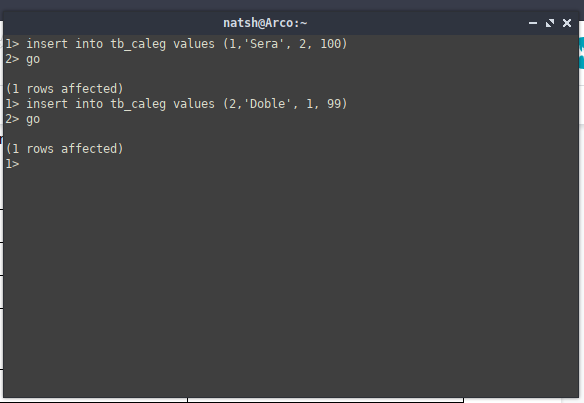 natsh@Arco:~
1> insert into tb_caleg values (1,'Sera', 2, 100)
2> go
(1 rows affected)
1> insert into tb_caleg values (2,'Doble', 1, 99)
2> go
(1 rows affected)
1>